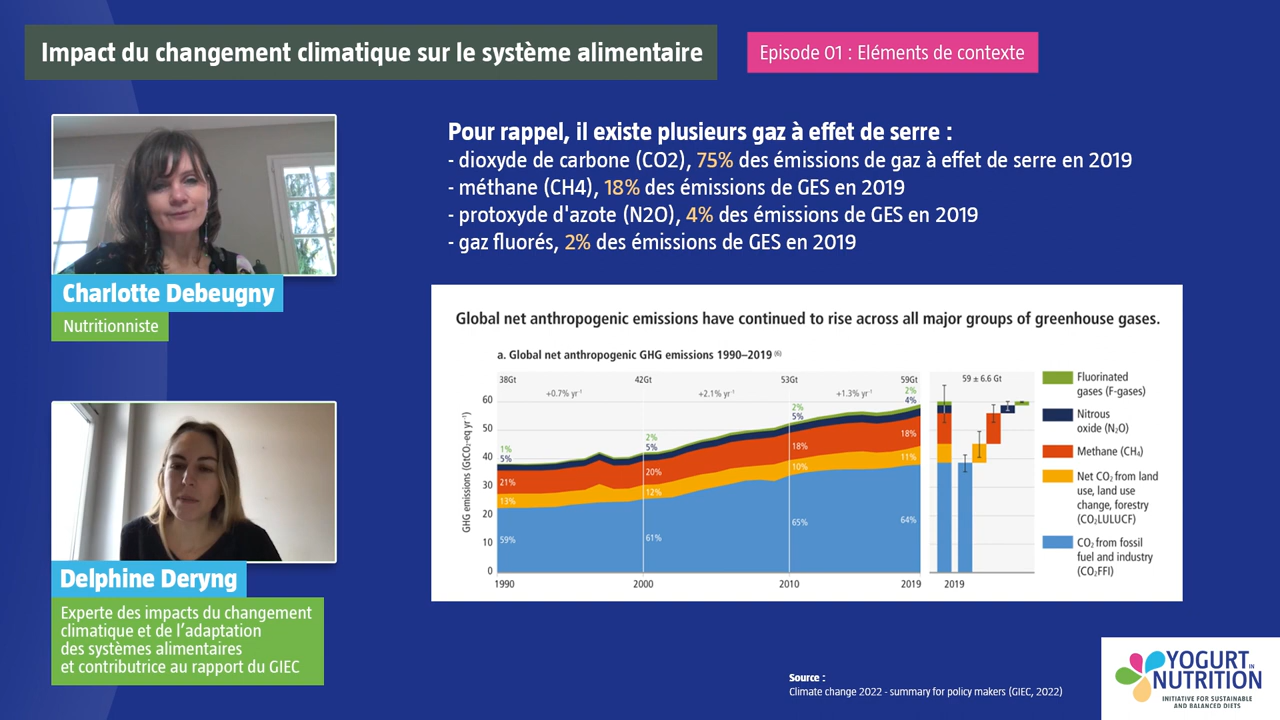 Impact du changement climatique sur le système alimentaire
Episode 01 : Eléments de contexte
Charlotte Debeugny
Nutritionniste
Delphine Deryng
Experte des impacts du changement
climatique et de l'adaptation
des systèmes alimentaires
et contributrice au rapport du GIEC
Pour rappel, il existe plusieurs gaz à effet de serre :
- dioxyde de carbone (CO2), 75% des émissions de gaz à effet de serre en 2019
- méthane (CH4), 18% des émissions de GES en 2019
- protoxyde d'azote (N2O), 4% des émissions de GES en 2019
- gaz fluorés, 2% des émissions de GES en 2019
Global net anthropogenic emissions have continued to rise across all major groups of greenhouse gases.
a. Global net anthropogenic GHG emissions 1990–2019 (6)
38Gt 42Gt 53Gt 59Gt
+0.7% yr⁻¹ +2.1% yr⁻¹ +1.3% yr⁻¹
GHG emissions (GtCO₂-eq yr⁻¹)
60
50
40
30
20
10
0
1% 2% 2% 2%
5% 5% 5% 4%
21% 20% 18% 18%
13% 12% 10% 11%
59% 61% 65% 64%
1990 2000 2010 2019
59 ± 6.6 Gt
2019
Fluorinated
gases (F-gases)
Nitrous
oxide (N₂O)
Methane (CH₄)
Net CO₂ from land
use, land use
change, forestry
(CO₂LULUCF)
CO₂ from fossil
fuel and industry
(CO₂FFI)
Source :
Climate change 2022 - summary for policy makers (GIEC, 2022)
YOGURT IN
NUTRITION
INITIATIVE FOR SUSTAINABLE
AND BALANCED DIETS